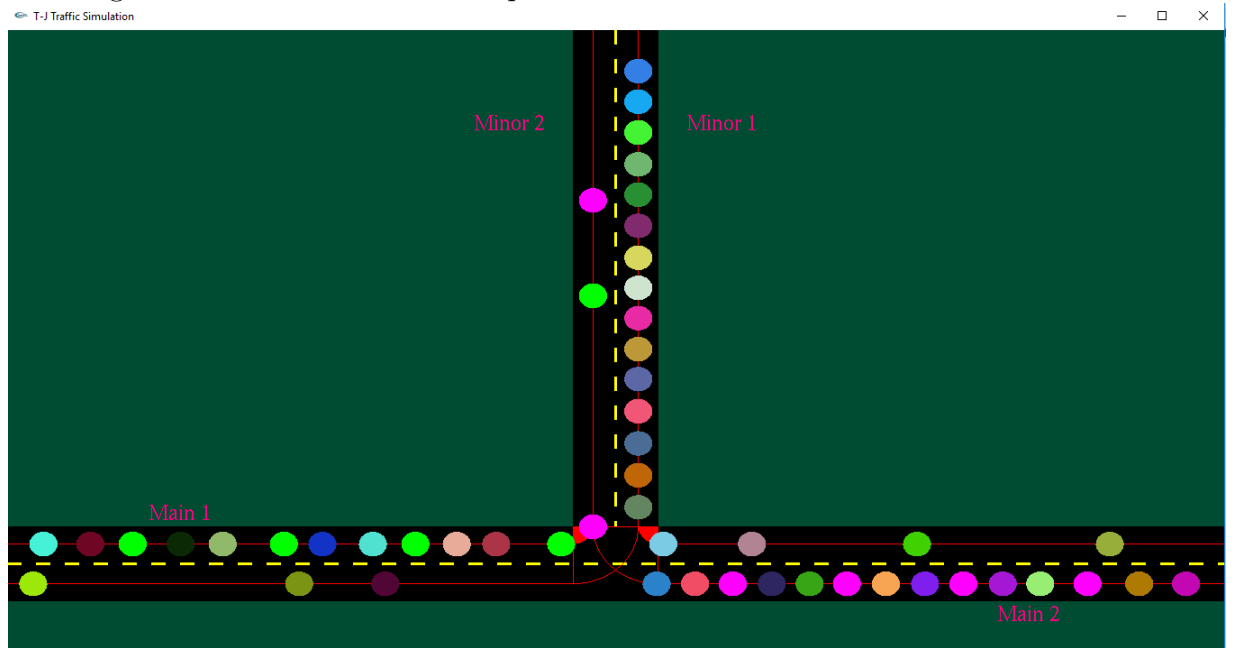 T-J Traffic Simulation
Minor 2
Minor 1
Main 1
Main 2